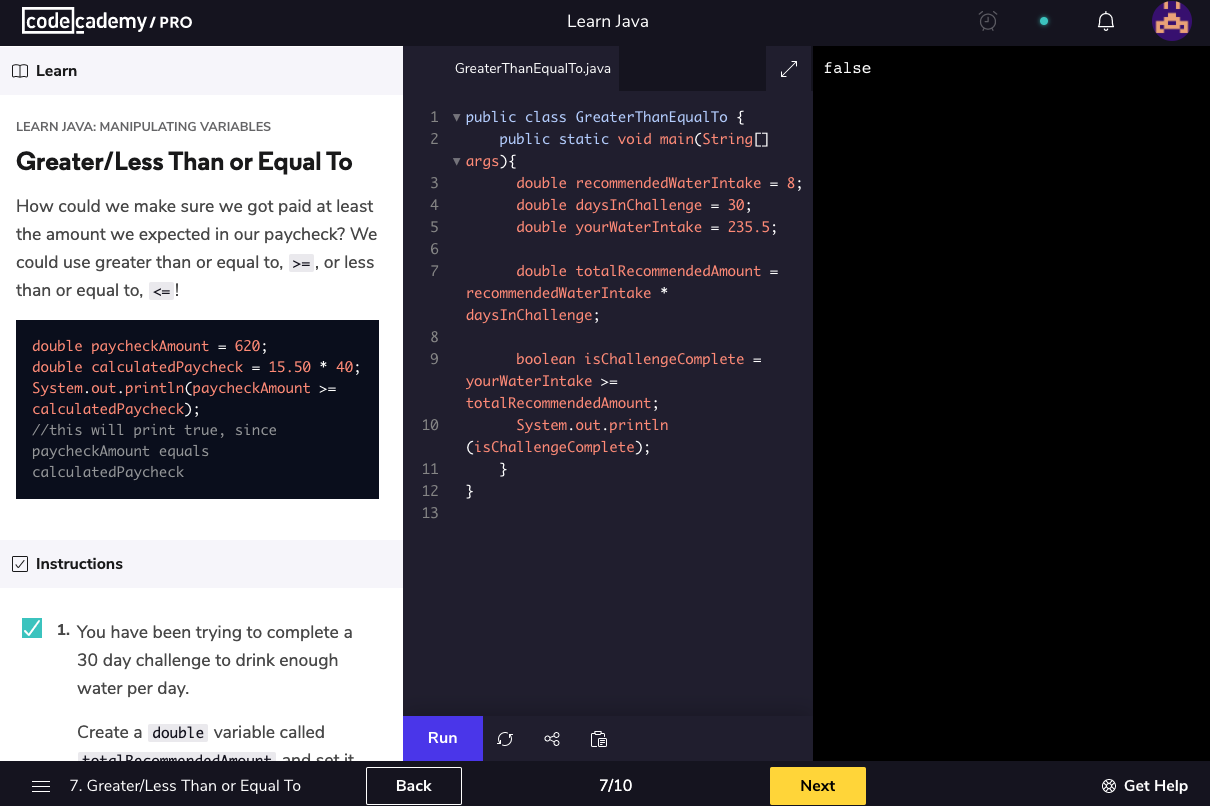 codecademy / PRO
Learn Java
Learn
LEARN JAVA: MANIPULATING VARIABLES
Greater/Less Than or Equal To
How could we make sure we got paid at least
the amount we expected in our paycheck? We
could use greater than or equal to, >= , or less
than or equal to, <= !
double paycheckAmount = 620;
double calculatedPaycheck = 15.50 * 40;
System.out.println(paycheckAmount >=
calculatedPaycheck);
//this will print true, since
paycheckAmount equals
calculatedPaycheck
Instructions
1. You have been trying to complete a
30 day challenge to drink enough
water per day.
Create a double variable called
totalRecommendedAmount and set it
GreaterThanEqualTo.java
1 public class GreaterThanEqualTo {
2 public static void main(String[]
args){
3 double recommendedWaterIntake = 8;
4 double daysInChallenge = 30;
5 double yourWaterIntake = 235.5;
6
7 double totalRecommendedAmount =
recommendedWaterIntake *
daysInChallenge;
8
9 boolean isChallengeComplete =
yourWaterIntake >=
totalRecommendedAmount;
10 System.out.println
(isChallengeComplete);
11 }
12 }
13
Run
false
7. Greater/Less Than or Equal To
Back
7/10
Next
Get Help